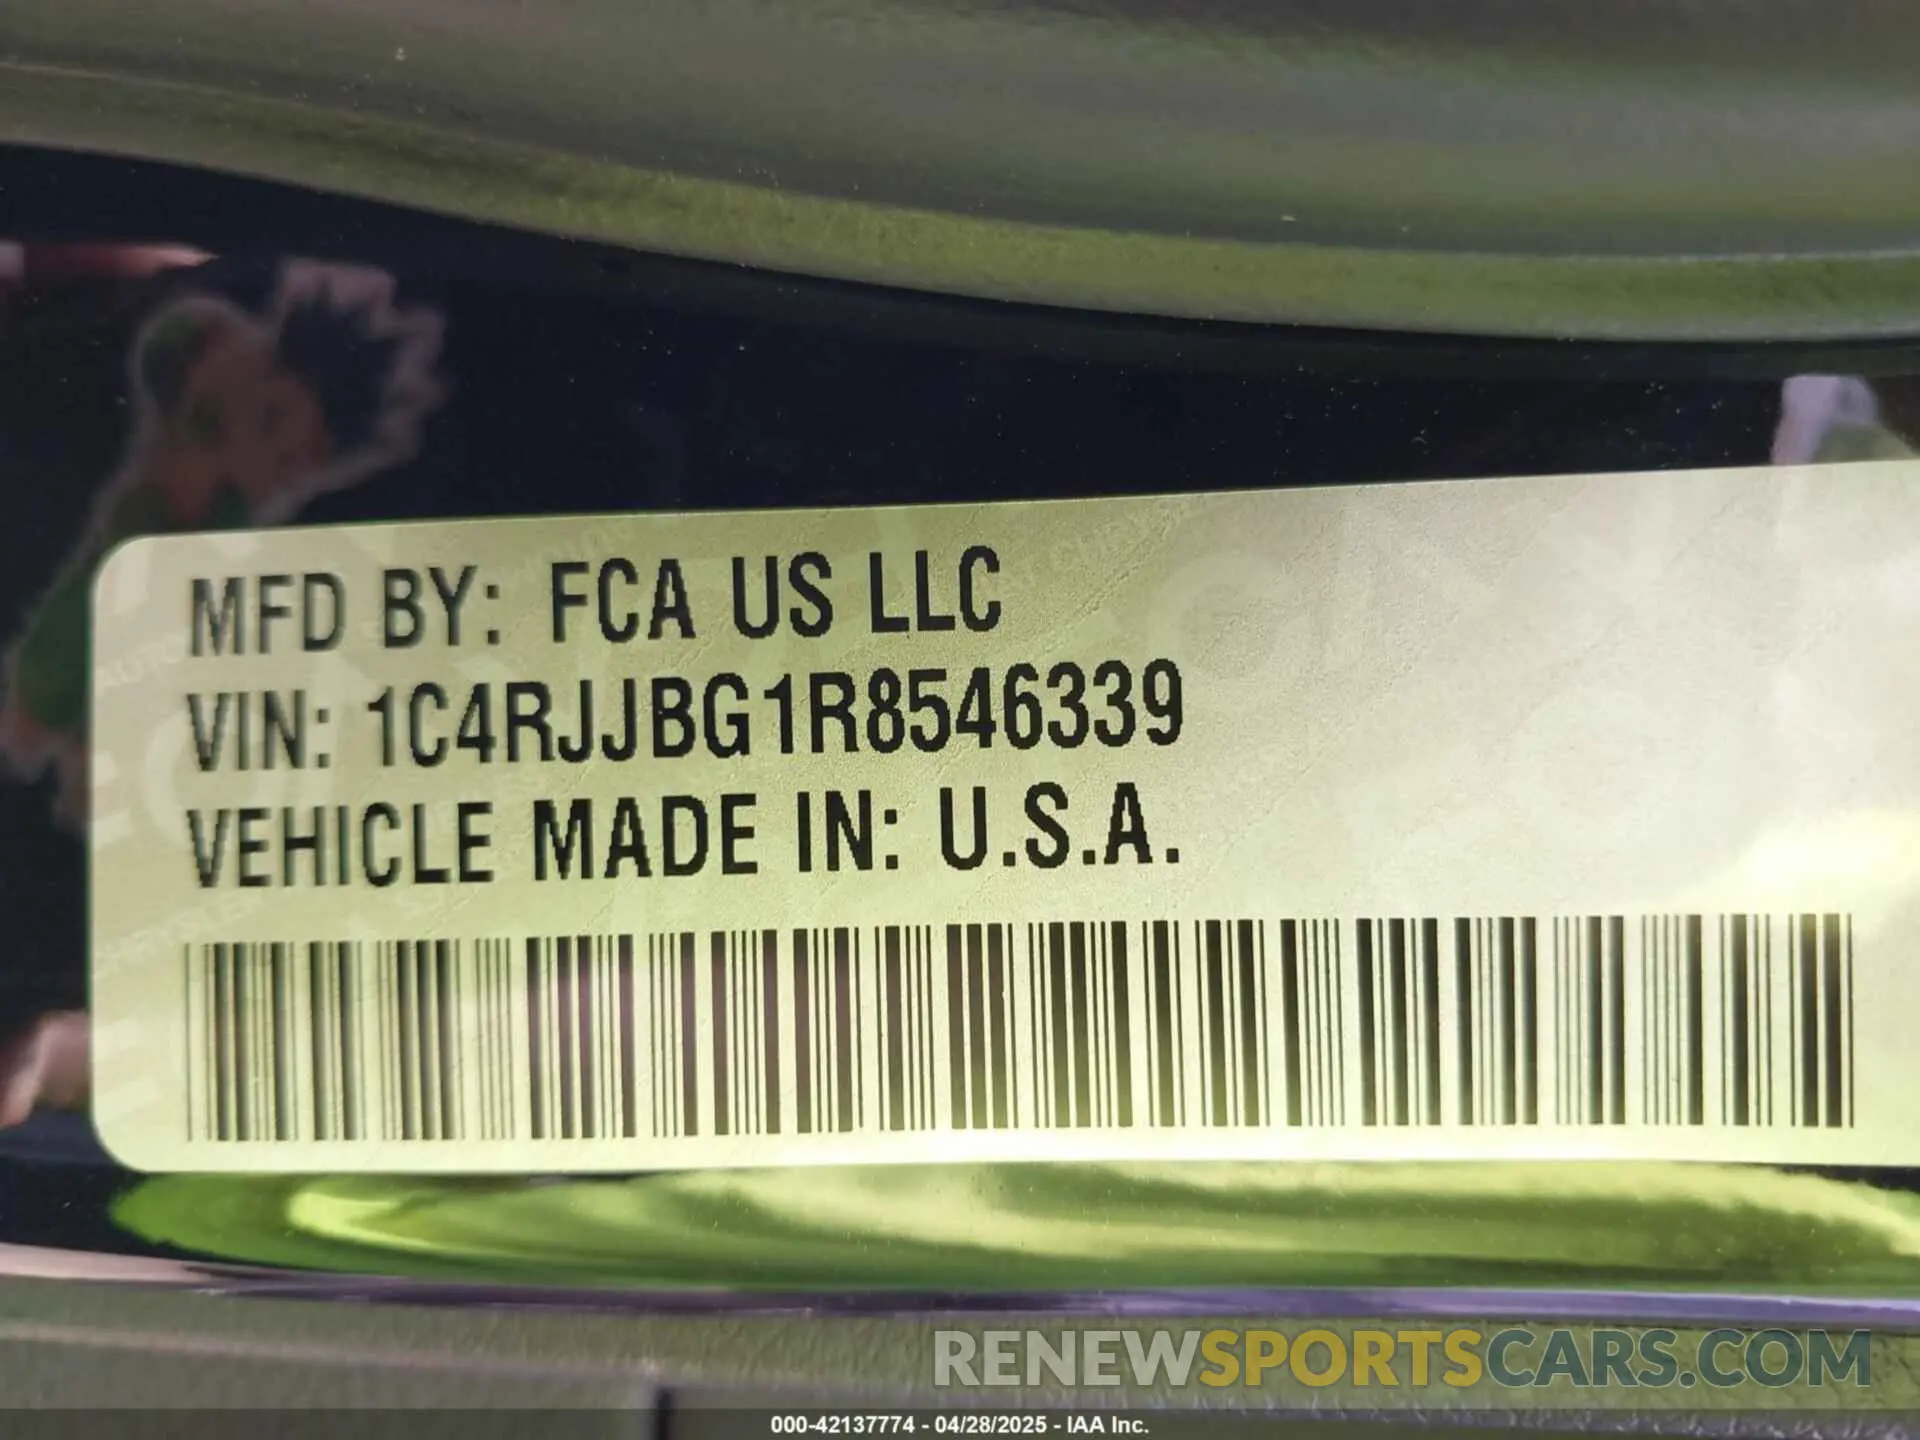 MFD BY: FCA US LLC
VIN: 1C4RJJBG1R8546339
VEHICLE MADE IN: U.S.A.
RENEWSPORTSCARS.COM
000-42137774 - 04/28/2025 - IAA Inc.